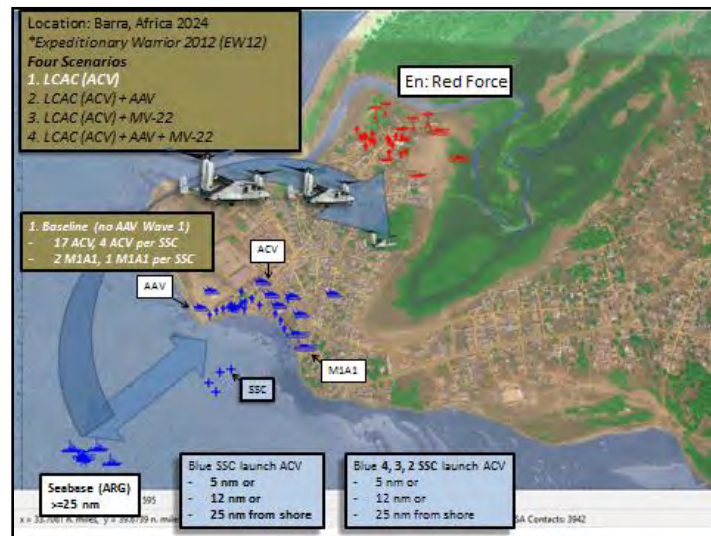 Location: Barra, Africa 2024
*Expeditionary Warrior 2012 (EW12)
Four Scenarios
1. LCAC (ACV)
2. LCAC (ACV) + AAV
3. LCAC (ACV) + MV-22
4. LCAC (ACV) + AAV + MV-22
En: Red Force
1. Baseline (no AAV Wave 1)
- 17 ACV, 4 ACV per SSC
- 2 M1A1, 1 M1A1 per SSC
ACV
AAV
M1A1
SSC
Seabase (ARG)
>=25 nm
Blue SSC launch ACV
- 5 nm or
- 12 nm or
- 25 nm from shore
Blue 4, 3, 2 SSC launch ACV
- 5 nm or
- 12 nm or
- 25 nm from shore
595
SA Contacts: 3942